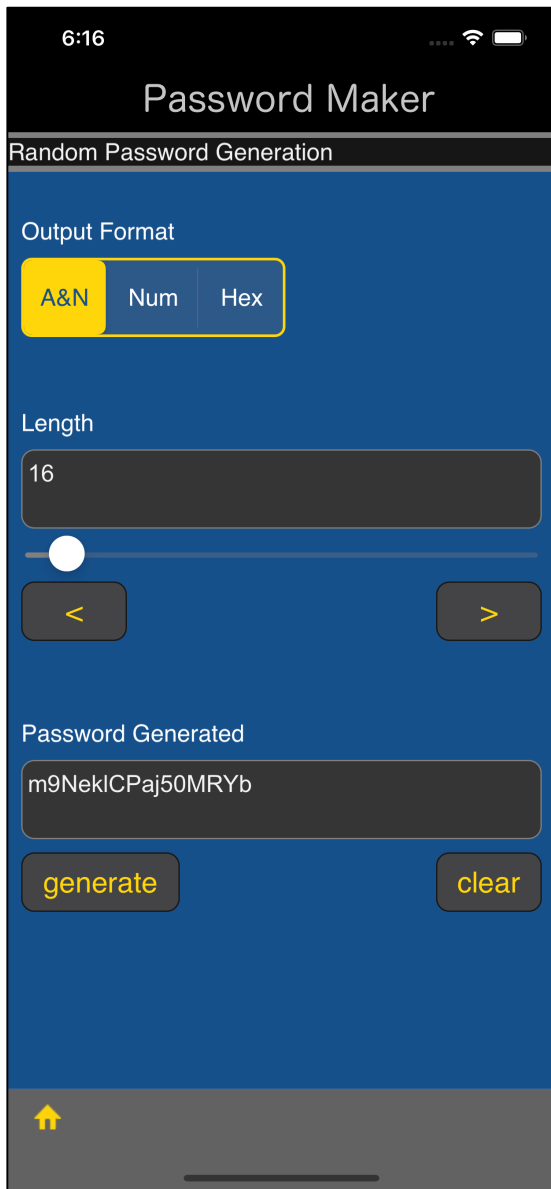 6:16
Password Maker
Random Password Generation
Output Format
A&N Num Hex
Length
16
< >
Password Generated
m9NeklCPaj50MRYb
generate clear